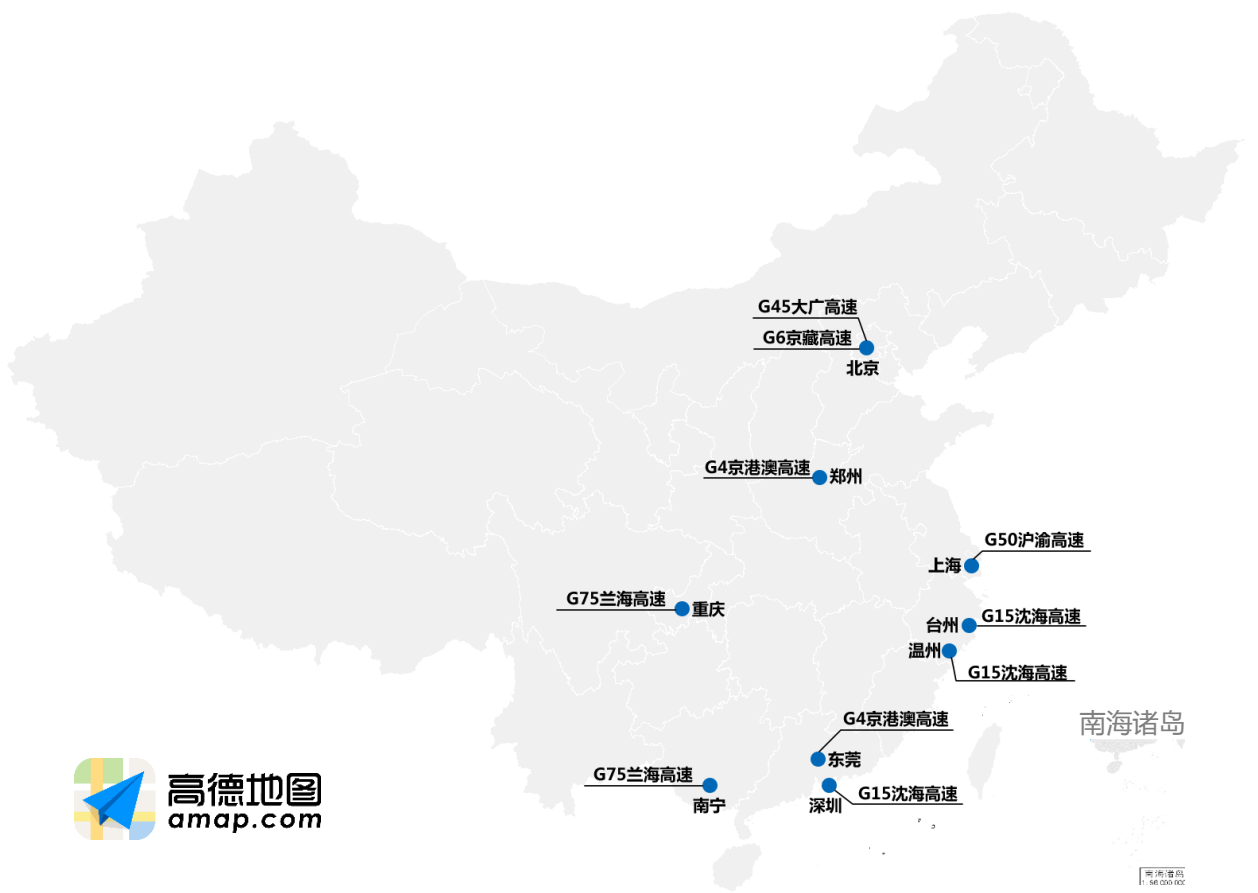 G45大广高速
G6京藏高速
北京
G4京港澳高速
郑州
G50沪渝高速
上海
G75兰海高速
重庆
台州
G15沈海高速
温州
G15沈海高速
G4京港澳高速
东莞
南海诸岛
G75兰海高速
南宁
G15沈海高速
深圳
高德地图
amap.com
南海诸岛